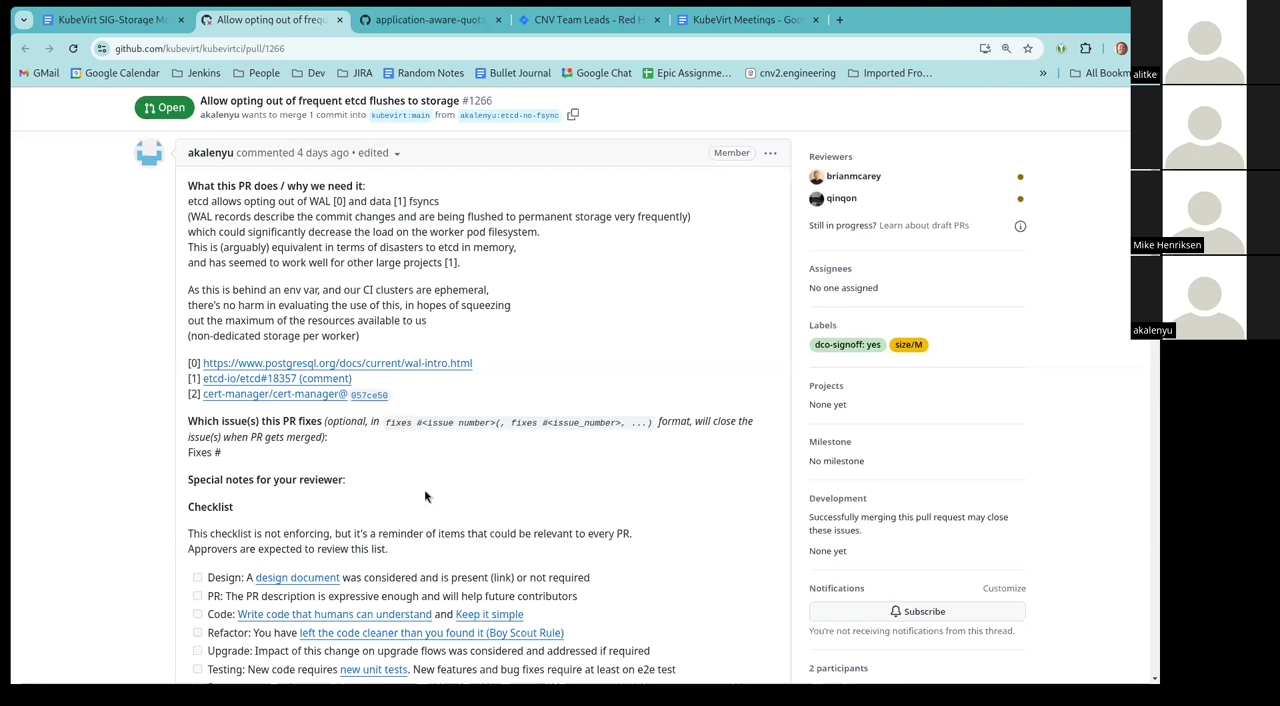 KubeVirt SIG-Storage Me
Allow opting out of frequ
application-aware-quota
CNV Team Leads - Red H
KubeVirt Meetings - Goo
github.com/kubevirt/kubevirtci/pull/1266
GMail
Google Calendar
Jenkins
People
Dev
JIRA
Random Notes
Bullet Journal
Google Chat
Epic Assignme…
cnv2.engineering
Imported Fro…
»
All Bookm
Open
Allow opting out of frequent etcd flushes to storage #1266
akalenyu wants to merge 1 commit into kubevirt:main from akalenyu:etcd-no-fsync
akalenyu commented 4 days ago • edited
Member
What this PR does / why we need it:
etcd allows opting out of WAL [0] and data [1] fsyncs
(WAL records describe the commit changes and are being flushed to permanent storage very frequently)
which could significantly decrease the load on the worker pod filesystem.
This is (arguably) equivalent in terms of disasters to etcd in memory,
and has seemed to work well for other large projects [1].
As this is behind an env var, and our CI clusters are ephemeral,
there's no harm in evaluating the use of this, in hopes of squeezing
out the maximum of the resources available to us
(non-dedicated storage per worker)
[0] https://www.postgresql.org/docs/current/wal-intro.html
[1] etcd-io/etcd#18357 (comment)
[2] cert-manager/cert-manager@ 057ce50
Which issue(s) this PR fixes (optional, in fixes #<issue number>(, fixes #<issue_number>, ...) format, will close the
issue(s) when PR gets merged):
Fixes #
Special notes for your reviewer:
Checklist
This checklist is not enforcing, but it's a reminder of items that could be relevant to every PR.
Approvers are expected to review this list.
Design: A design document was considered and is present (link) or not required
PR: The PR description is expressive enough and will help future contributors
Code: Write code that humans can understand and Keep it simple
Refactor: You have left the code cleaner than you found it (Boy Scout Rule)
Upgrade: Impact of this change on upgrade flows was considered and addressed if required
Testing: New code requires new unit tests. New features and bug fixes require at least on e2e test
Reviewers
brianmcarey
qinqon
Still in progress? Learn about draft PRs
Assignees
No one assigned
Labels
dco-signoff: yes
size/M
Projects
None yet
Milestone
No milestone
Development
Successfully merging this pull request may close
these issues.
None yet
Notifications
Customize
Subscribe
You're not receiving notifications from this thread.
2 participants
alitke
Mike Henriksen
akalenyu